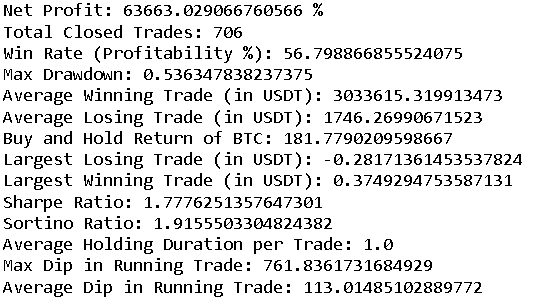 Net Profit: 63663.029066760566 %
Total Closed Trades: 706
Win Rate (Profitability %): 56.798866855524075
Max Drawdown: 0.536347838237375
Average Winning Trade (in USDT): 3033615.319913473
Average Losing Trade (in USDT): 1746.26990671523
Buy and Hold Return of BTC: 181.7790209598667
Largest Losing Trade (in USDT): -0.28171361453537824
Largest Winning Trade (in USDT): 0.3749294753587131
Sharpe Ratio: 1.7776251357647301
Sortino Ratio: 1.9155503304824382
Average Holding Duration per Trade: 1.0
Max Dip in Running Trade: 761.8361731684929
Average Dip in Running Trade: 113.01485102889772